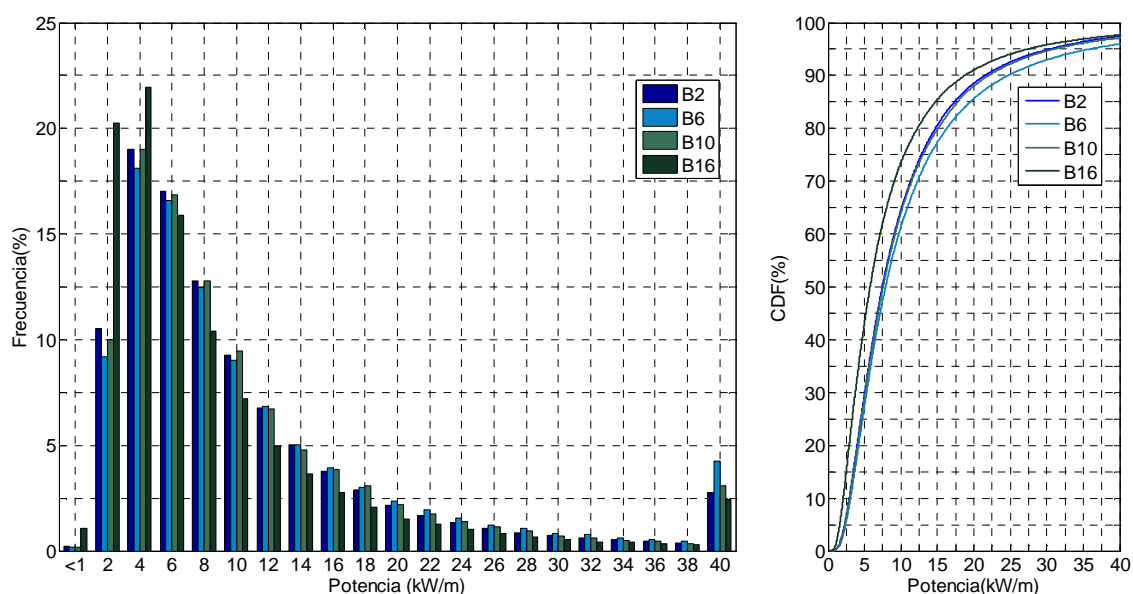 25
20
15
10
5
0
Frecuencia(%)
<1 2 4 6 8 10 12 14 16 18 20 22 24 26 28 30 32 34 36 38 40
Potencia (kW/m)
B2
B6
B10
B16
100
90
80
70
60
50
40
30
20
10
0
CDF(%)
0 5 10 15 20 25 30 35 40
Potencia(kW/m)
B2
B6
B10
B16